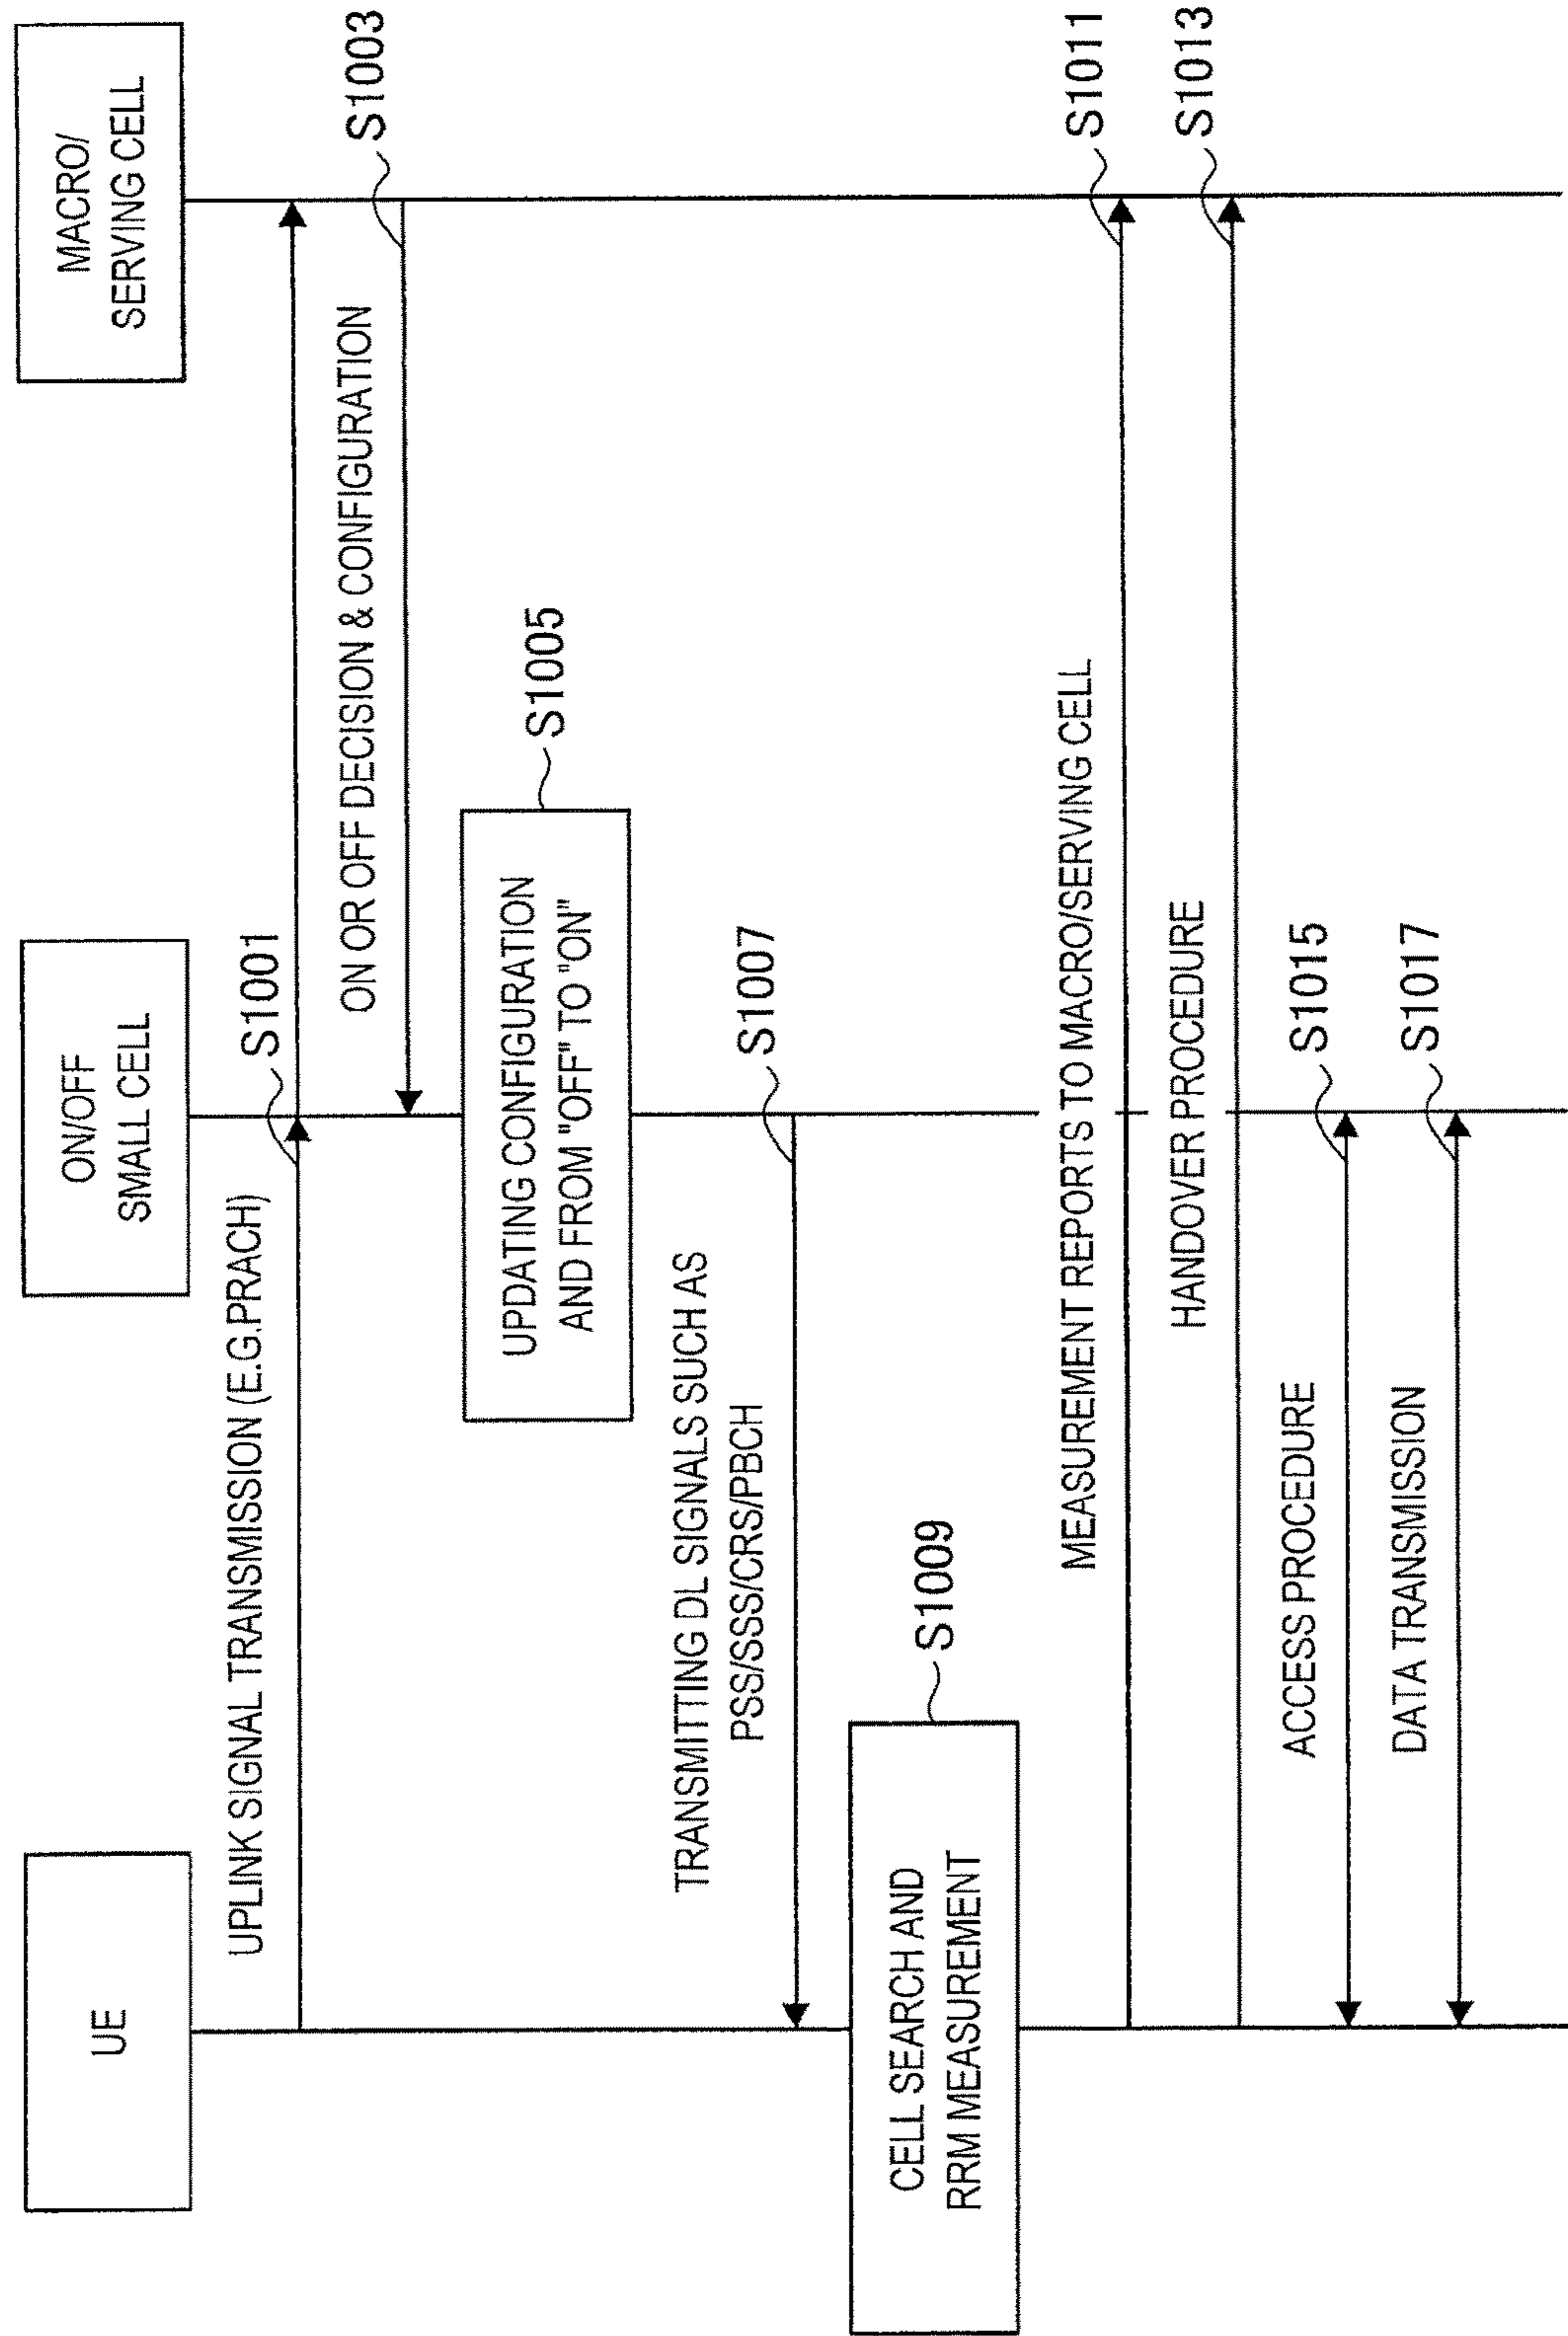 UE
ON/OFF
SMALL CELL
MACRO/
SERVING CELL
UPLINK SIGNAL TRANSMISSION (E.G.PRACH)
S1001
ON OR OFF DECISION & CONFIGURATION
S1003
UPDATING CONFIGURATION
AND FROM "OFF" TO "ON"
S1005
TRANSMITTING DL SIGNALS SUCH AS
PSS/SSS/CRS/PBCH
S1007
CELL SEARCH AND
RRM MEASUREMENT
S1009
MEASUREMENT REPORTS TO MACRO/SERVING CELL
S1011
HANDOVER PROCEDURE
S1013
ACCESS PROCEDURE
S1015
DATA TRANSMISSION
S1017